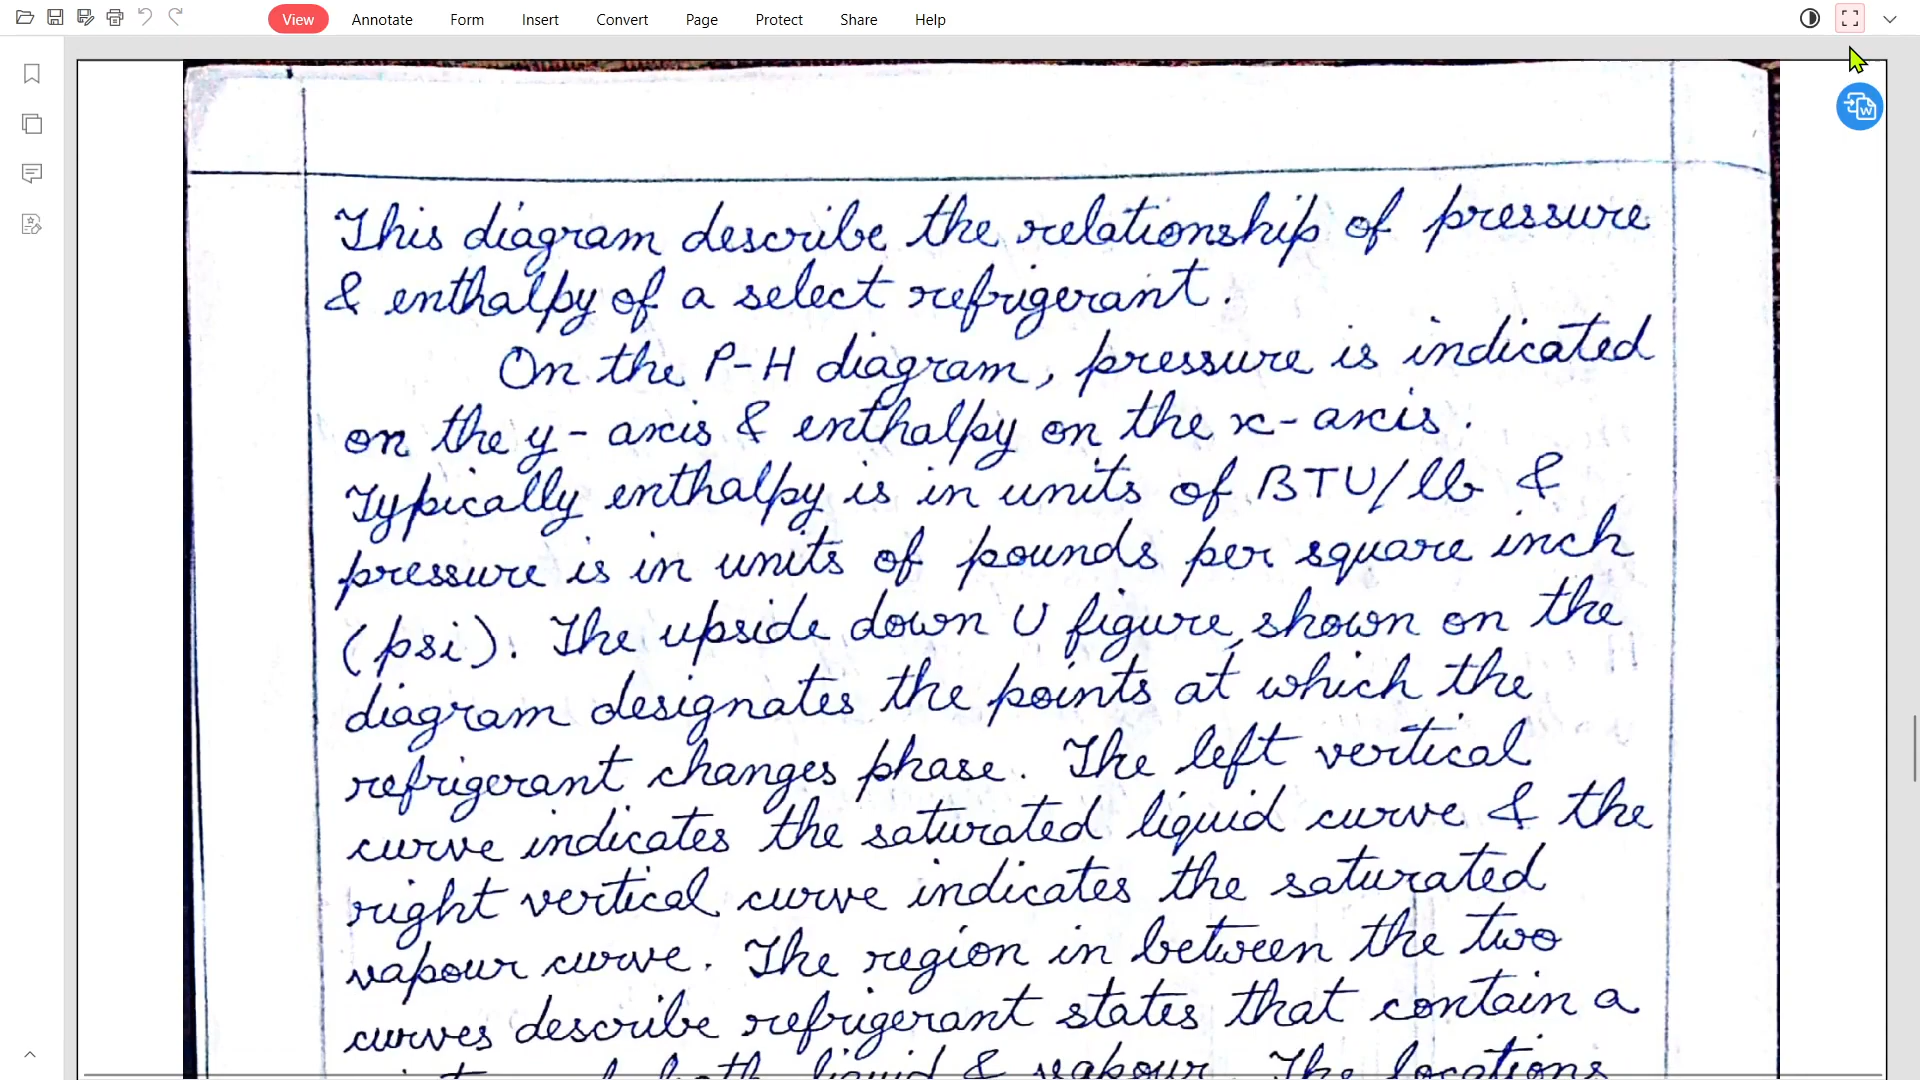 View Annotate Form Insert Convert Page Protect Share Help
This diagram describe the relationship of pressure
& enthalpy of a select refrigerant.
On the P-H diagram, pressure is indicated
on the y-axis & enthalpy on the x-axis.
Typically enthalpy is in units of BTU/lb &
pressure is in units of pounds per square inch
(psi). The upside down U figure shown on the
diagram designates the points at which the
refrigerant changes phase. The left vertical
curve indicates the saturated liquid curve & the
right vertical curve indicates the saturated
vapour curve. The region in between the two
curves describe refrigerant states that contain a
both liquid & vapour. The locations